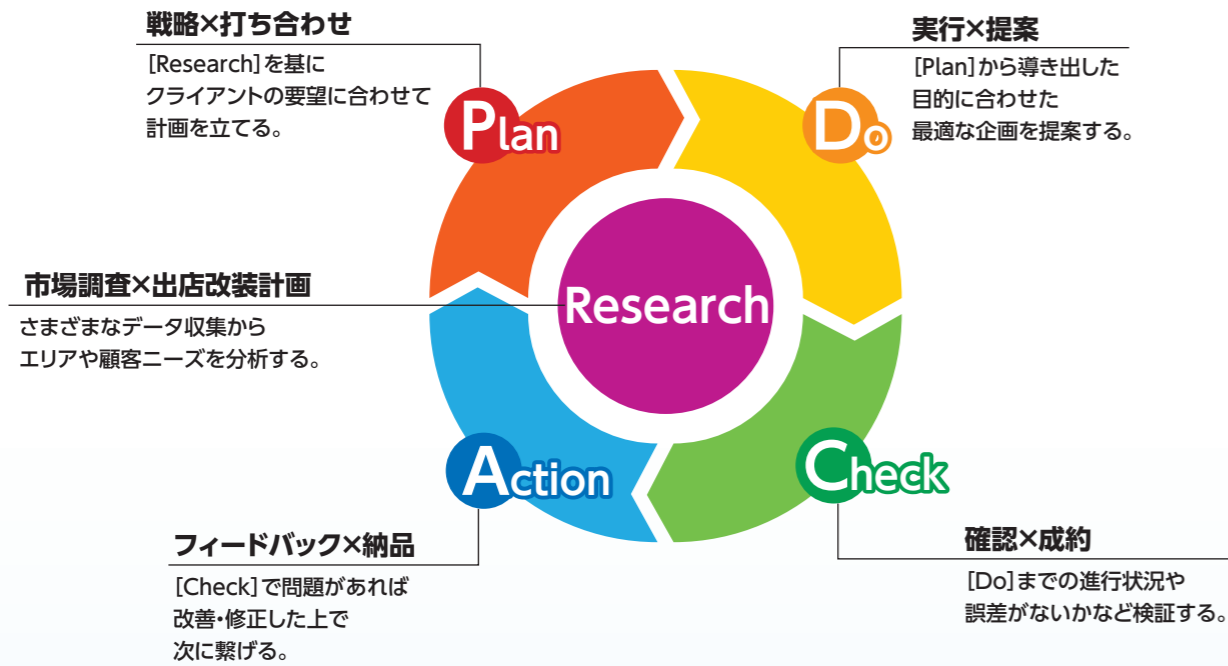 戦略×打ち合わせ
[Research]を基に
クライアントの要望に合わせて
計画を立てる。
Plan
実行×提案
[Plan]から導き出した
目的に合わせた
最適な企画を提案する。
Do
市場調査×出店改装計画
さまざまなデータ収集から
エリアや顧客ニーズを分析する。
Research
Action
フィードバック×納品
[Check]で問題があれば
改善・修正した上で
次に繋げる。
Check
確認×成約
[Do]までの進行状況や
誤差がないかなど検証する。